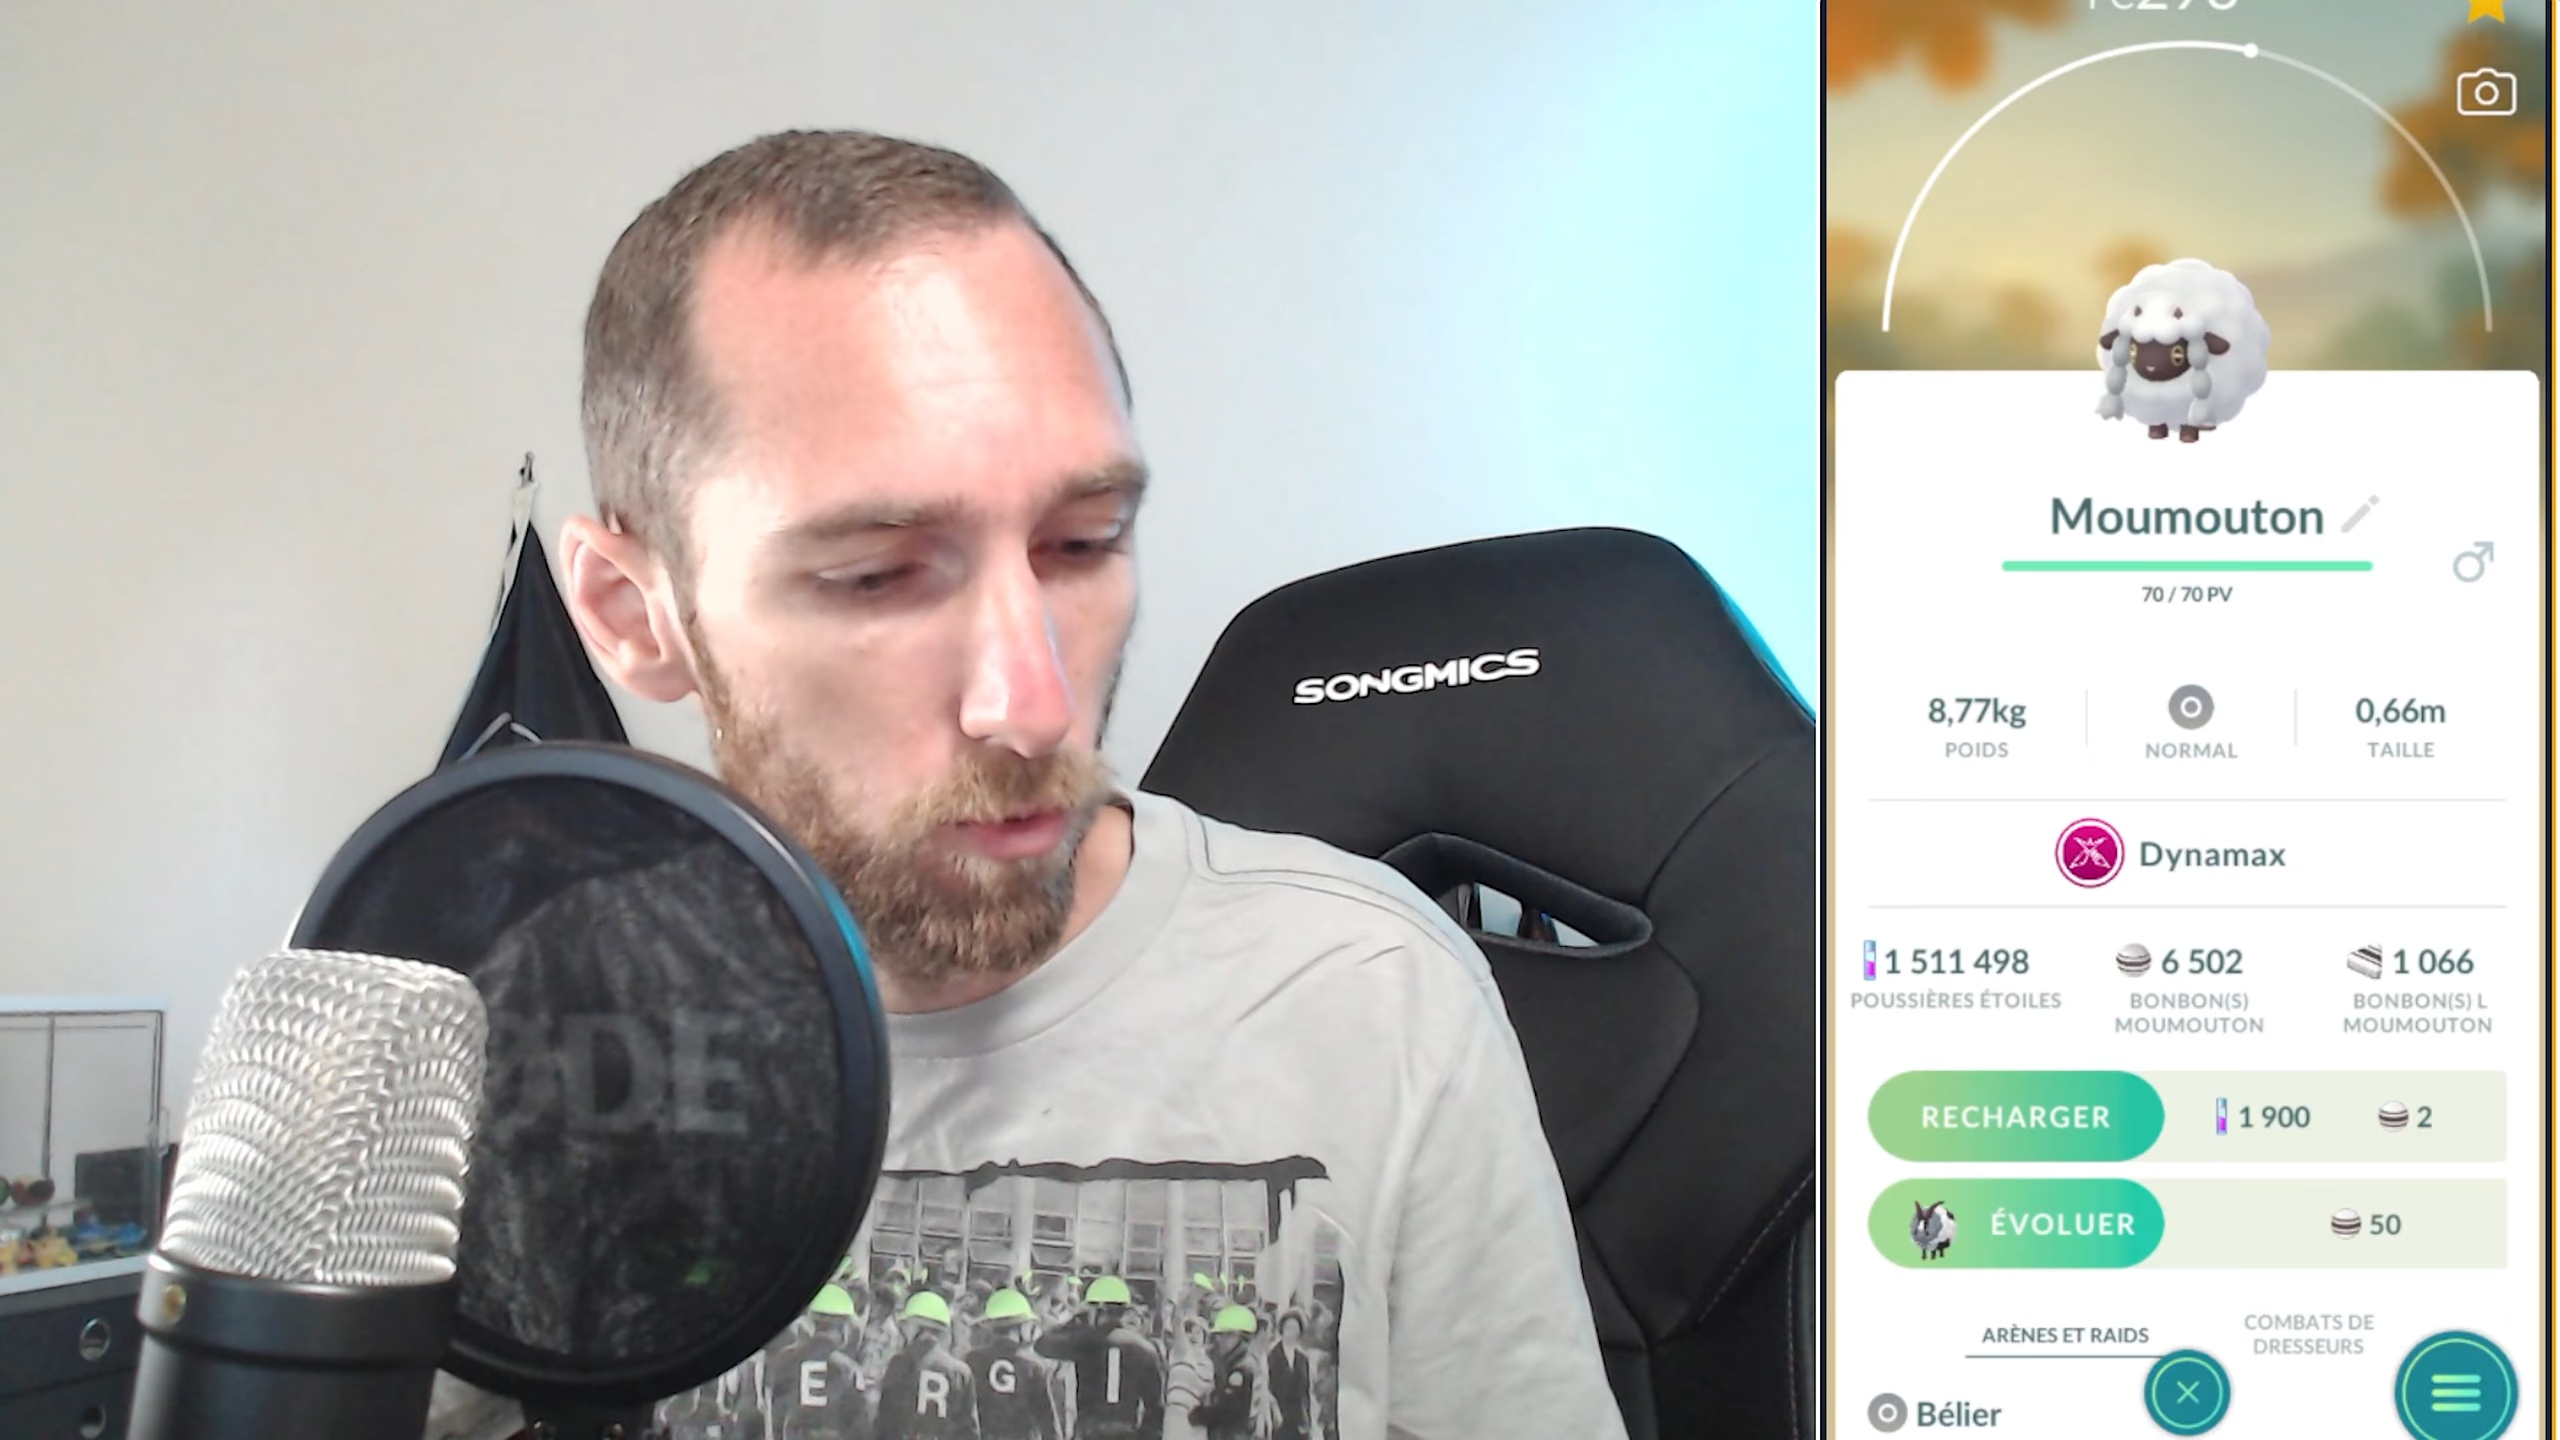 SONGMICS
ODE
E R G I
Moumouton
70 / 70 PV
8,77kg
POIDS
NORMAL
0,66m
TAILLE
Dynamax
1 511 498
POUSSIÈRES ÉTOILES
6 502
BONBON(S)
MOUMOUTON
1 066
BONBON(S) L
MOUMOUTON
RECHARGER
1 900
2
ÉVOLUER
50
ARÈNES ET RAIDS
COMBATS DE
DRESSEURS
Bélier